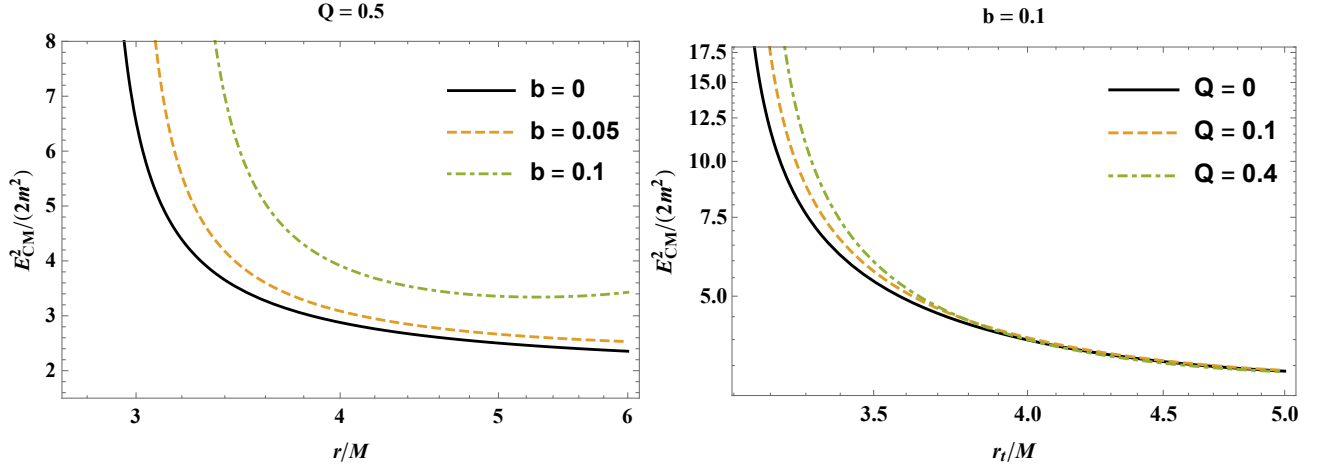 Q = 0.5
8
7
6
5
4
3
2
E²CM/(2m²)
3
4
5
6
r/M
b = 0
b = 0.05
b = 0.1
b = 0.1
17.5
15.0
12.5
10.0
7.5
5.0
E²CM/(2m²)
3.5
4.0
4.5
5.0
rₜ/M
Q = 0
Q = 0.1
Q = 0.4